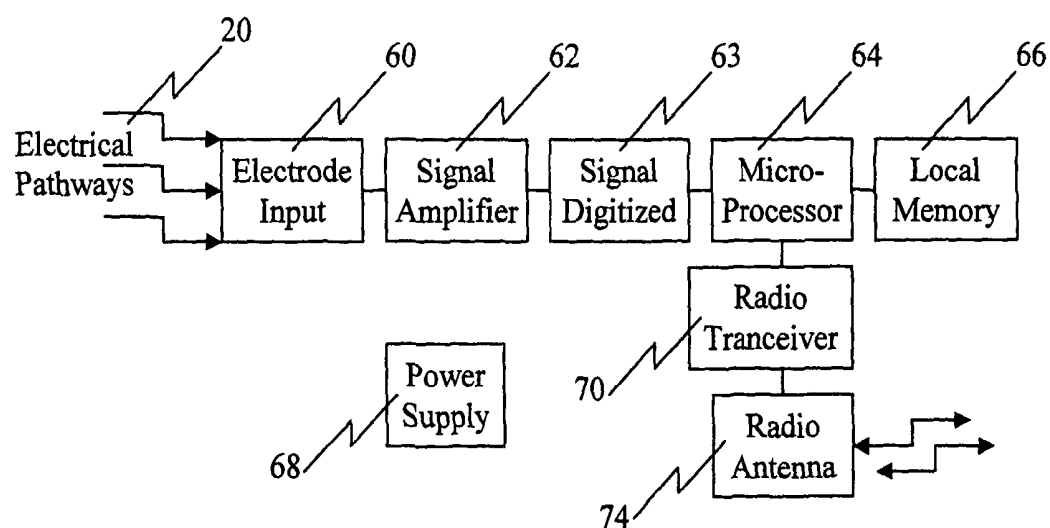 20
60
62
63
64
66
Electrical
Pathways
Electrode
Input
Signal
Amplifier
Signal
Digitized
Micro-
Processor
Local
Memory
Radio
Tranceiver
70
Power
Supply
68
Radio
Antenna
74